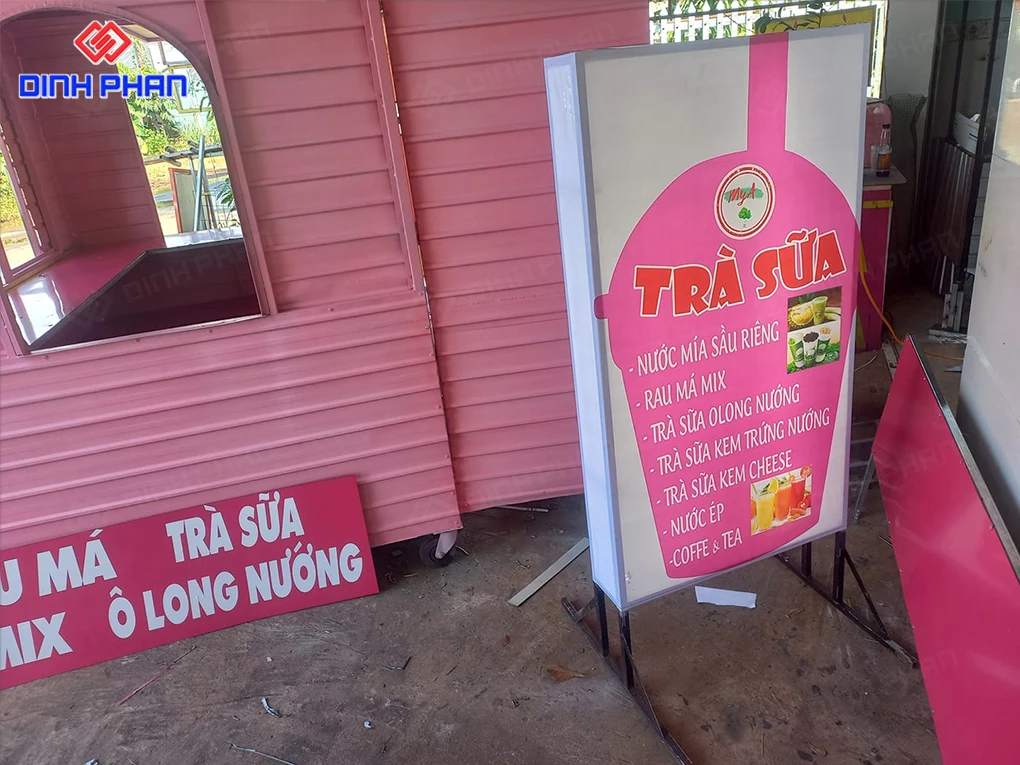 DINH PHAN
MyA
TRÀ SỮA
- NƯỚC MÍA SẦU RIÊNG
- RAU MÁ MIX
- TRÀ SỮA OLONG NƯỚNG
- TRÀ SỮA KEM TRỨNG NƯỚNG
- TRÀ SỮA KEM CHEESE
- NƯỚC ÉP
-COFFE & TEA
U MÁ TRÀ SỮA
MIX Ô LONG NƯỚNG